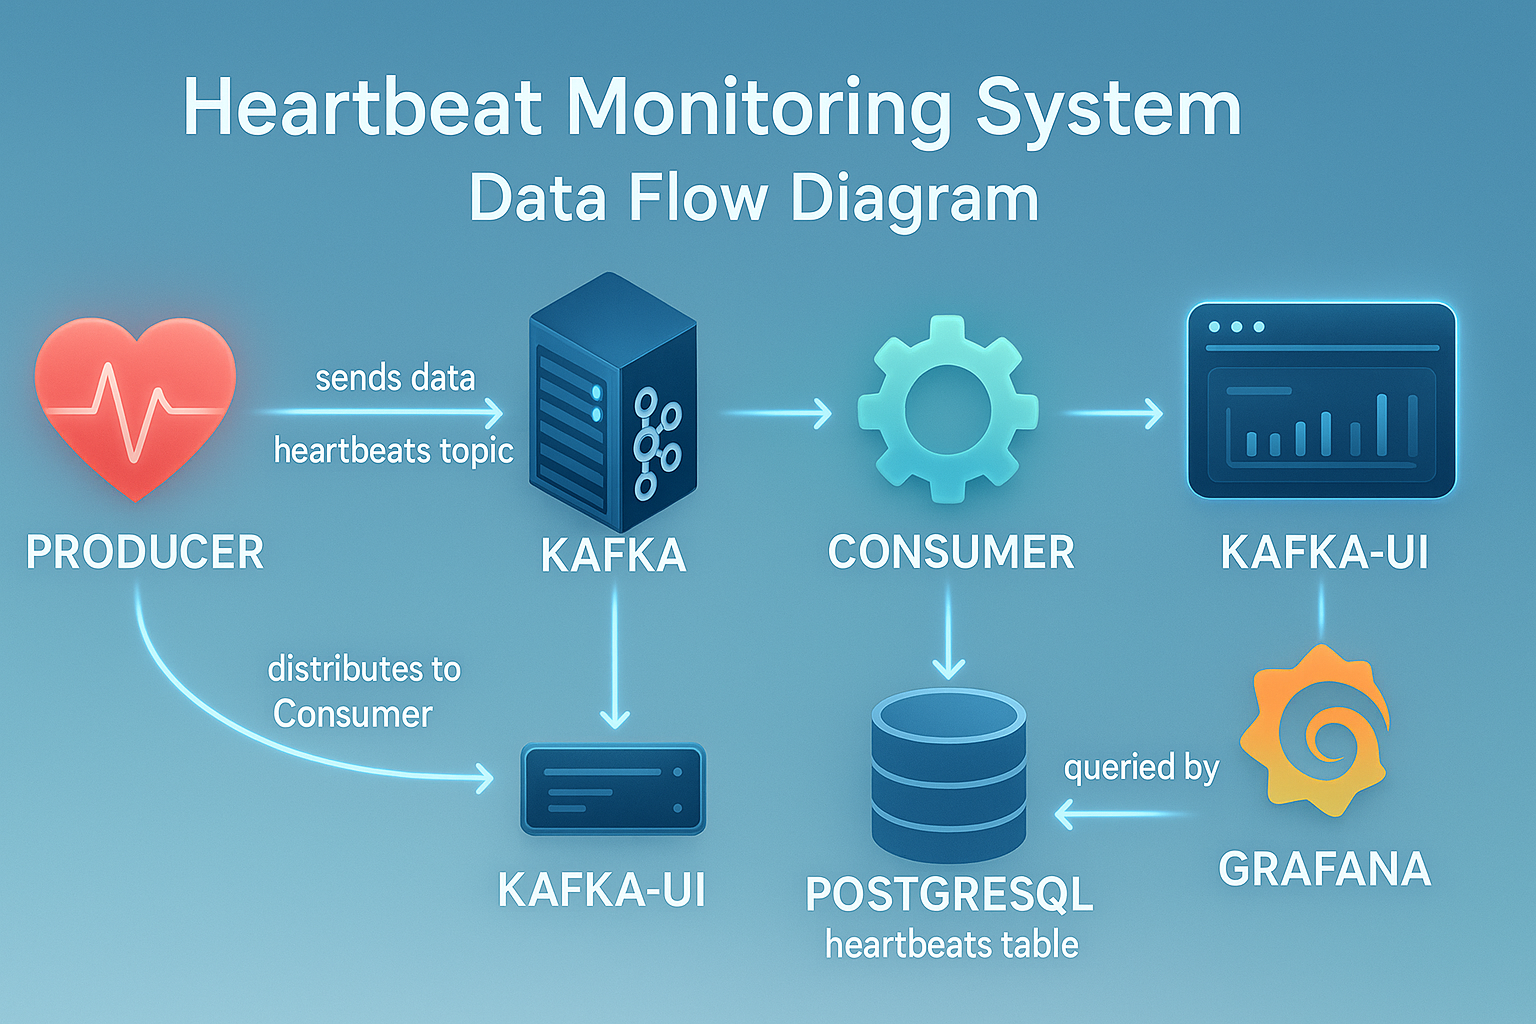 Heartbeat Monitoring System
Data Flow Diagram
sends data
heartbeats topic
PRODUCER
KAFKA
CONSUMER
KAFKA-UI
distributes to
Consumer
queried by
KAFKA-UI
POSTGRESQL
heartbeats table
GRAFANA